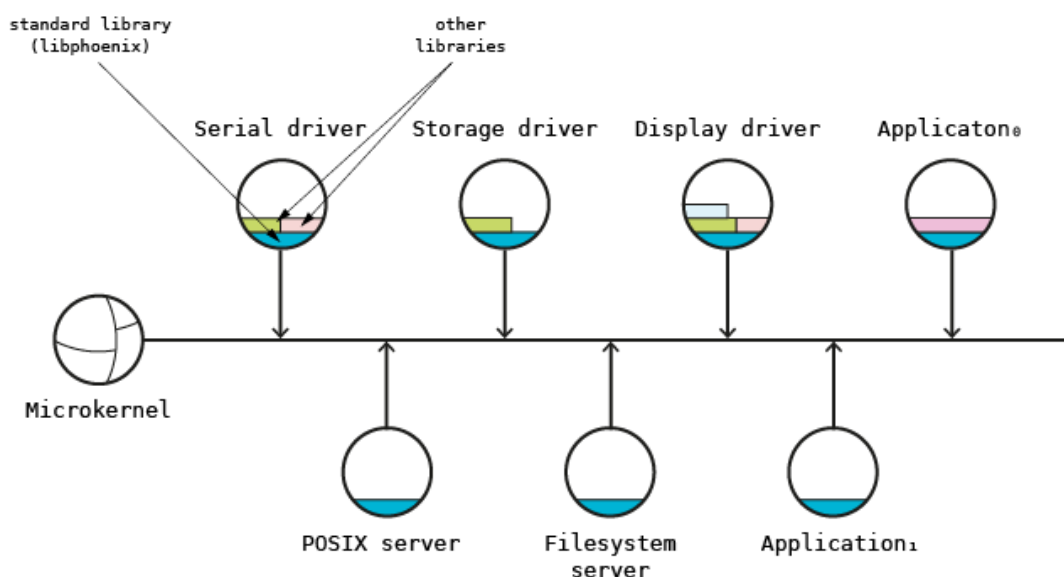 standard library
(libphoenix)
other
libraries
Serial driver
Storage driver
Display driver
Applicaton₀
Microkernel
POSIX server
Filesystem
server
Application₁